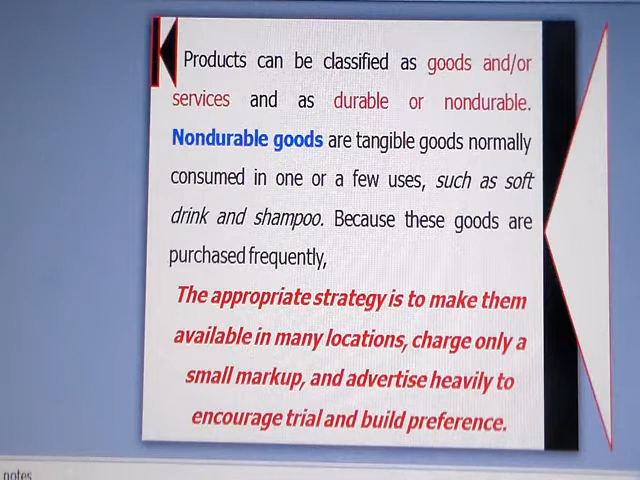 Products can be classified as goods and/or
services and as durable or nondurable.
Nondurable goods are tangible goods normally
consumed in one or a few uses, such as soft
drink and shampoo. Because these goods are
purchased frequently,
The appropriate strategy is to make them
available in many locations, charge only a
small markup, and advertise heavily to
encourage trial and build preference.
notes